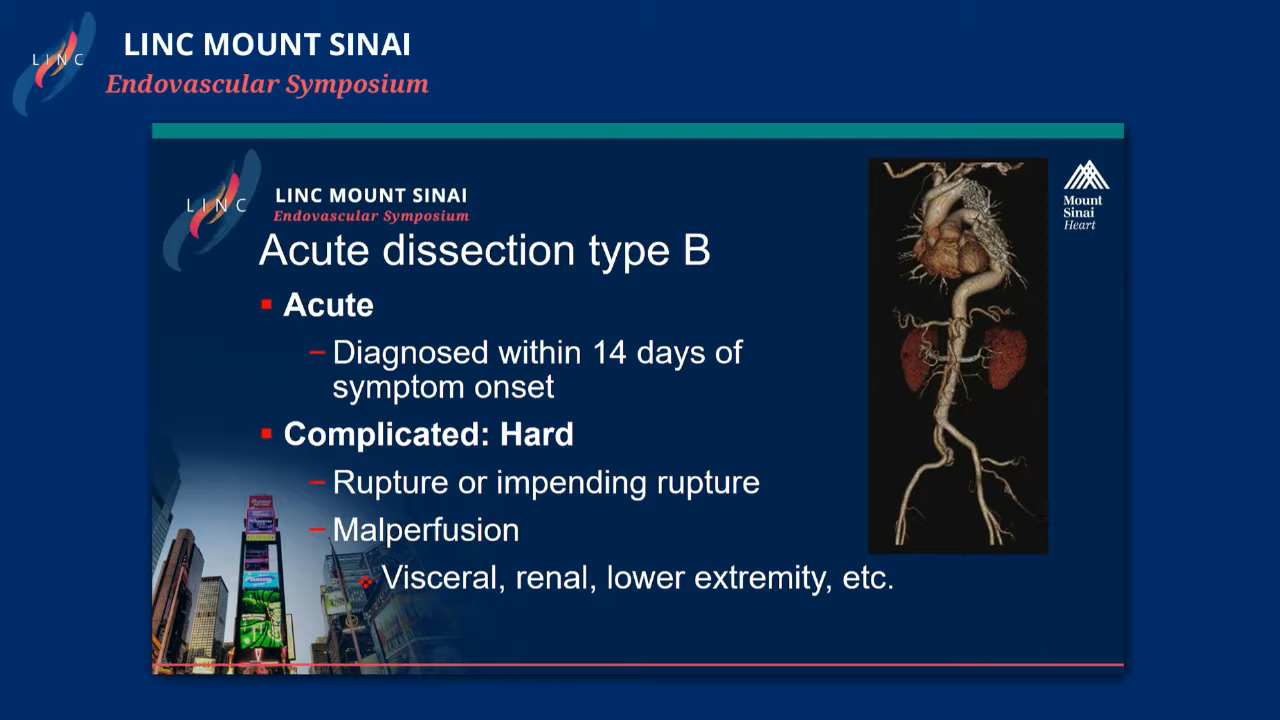 LINC
LINC MOUNT SINAI
Endovascular Symposium
LINC
LINC MOUNT SINAI
Endovascular Symposium
Mount
Sinai
Heart
Acute dissection type B
Acute
– Diagnosed within 14 days of
symptom onset
Complicated: Hard
– Rupture or impending rupture
– Malperfusion
Visceral, renal, lower extremity, etc.